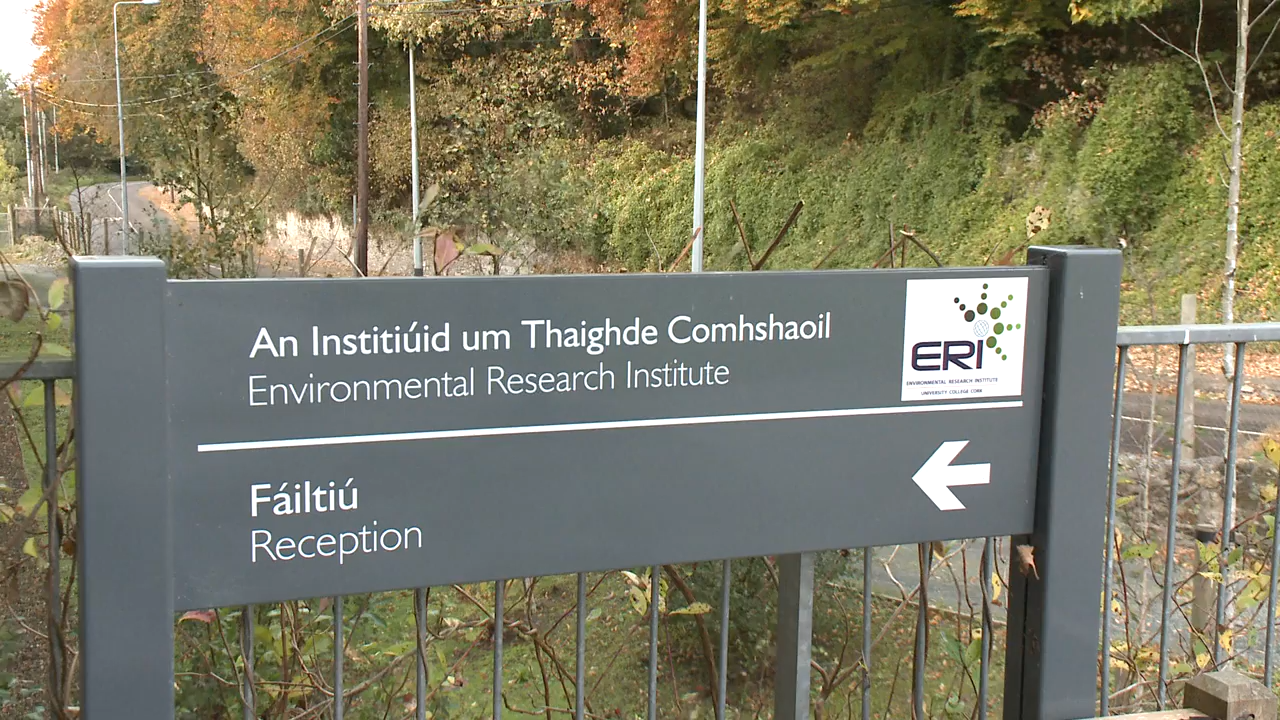 An Institiúid um Thaighde Comhshaoil
Environmental Research Institute
ERI
ENVIRONMENTAL RESEARCH INSTITUTE
UNIVERSITY COLLEGE CORK
Fáiltiú
Reception